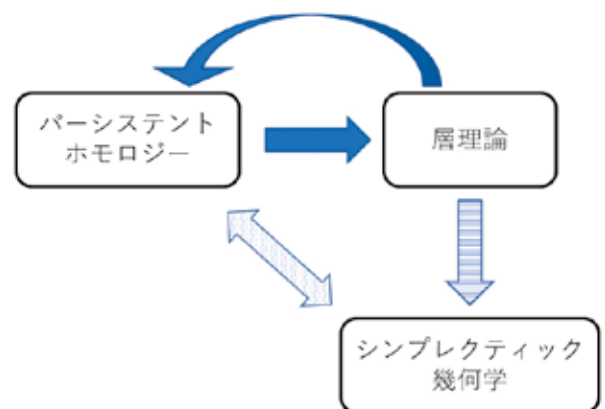 パーシステント
ホモロジー
層理論
シンプレクティック
幾何学